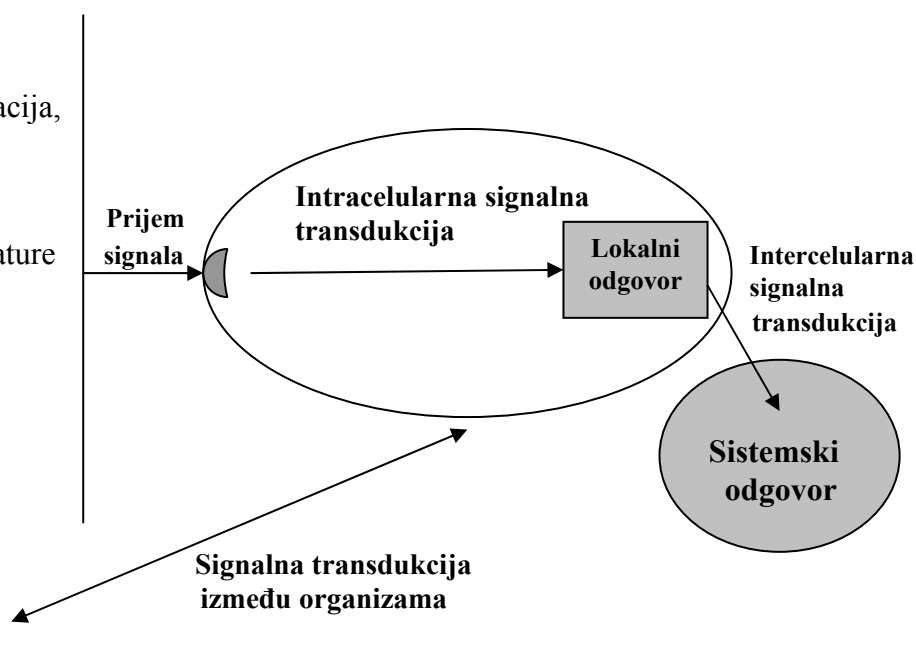 acija,
ature
Prijem
signala
Intracelularna signalna
transdukcija
Lokalni
odgovor
Intercelularna
signalna
transdukcija
Sistemski
odgovor
Signalna transdukcija
između organizama